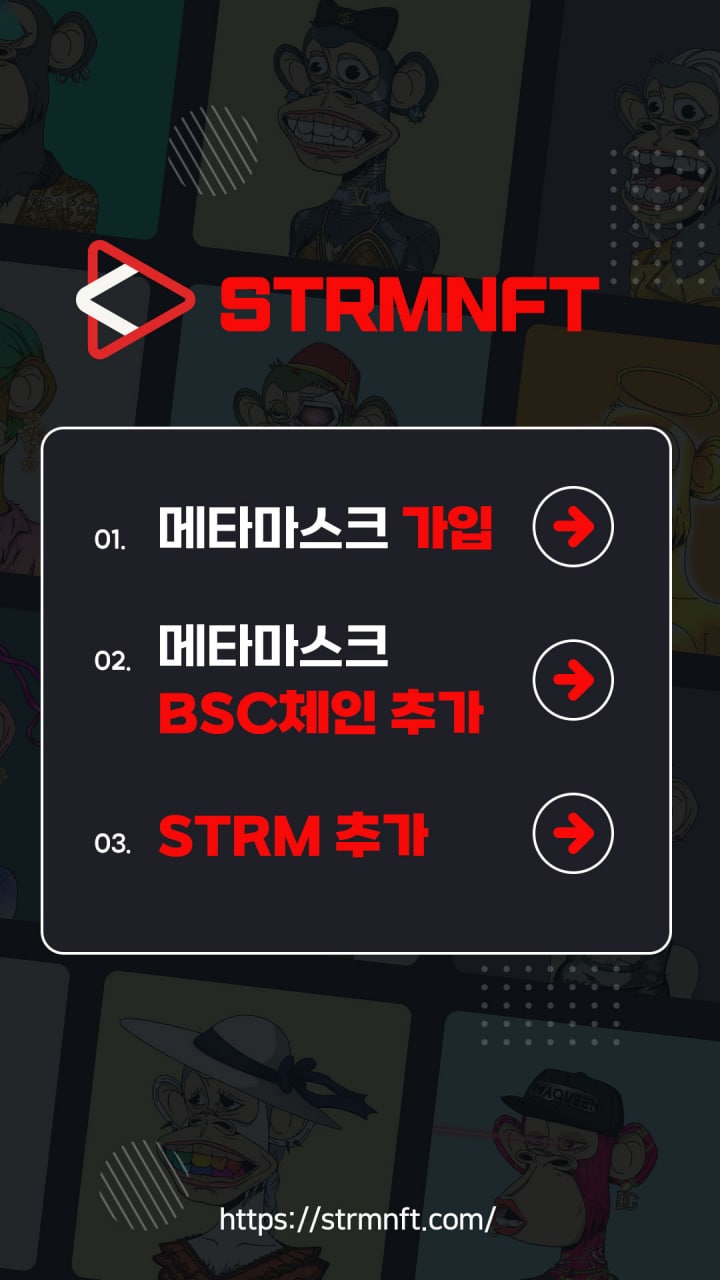 STRMNFT
01. 메타마스크 가입
02. 메타마스크
BSC체인 추가
03. STRM 추가
MAQUEEN
https://strmnft.com/